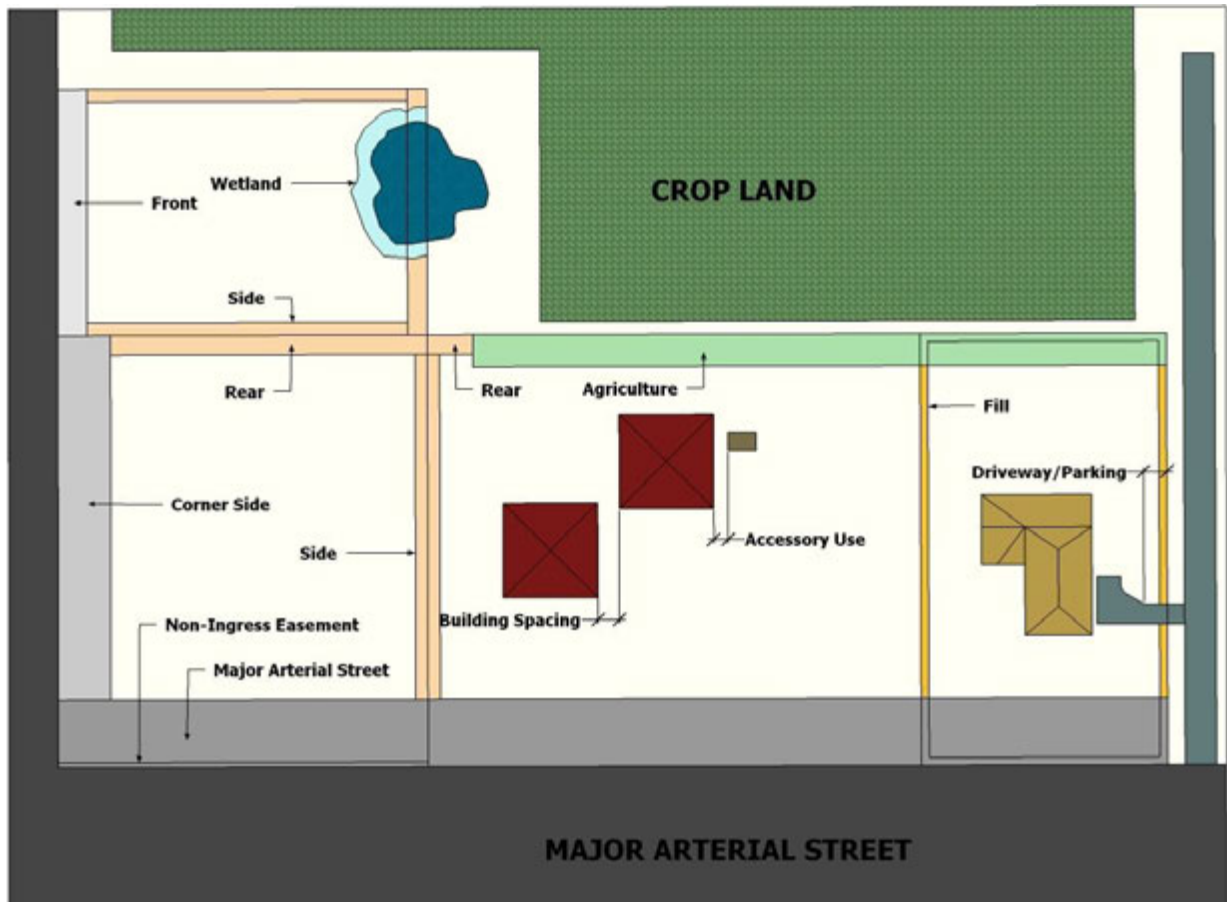 Wetland
CROP LAND
Front
Side
Rear
Rear
Agriculture
Fill
Driveway/Parking
Corner Side
Side
Accessory Use
Building Spacing
Non-Ingress Easement
Major Arterial Street
MAJOR ARTERIAL STREET